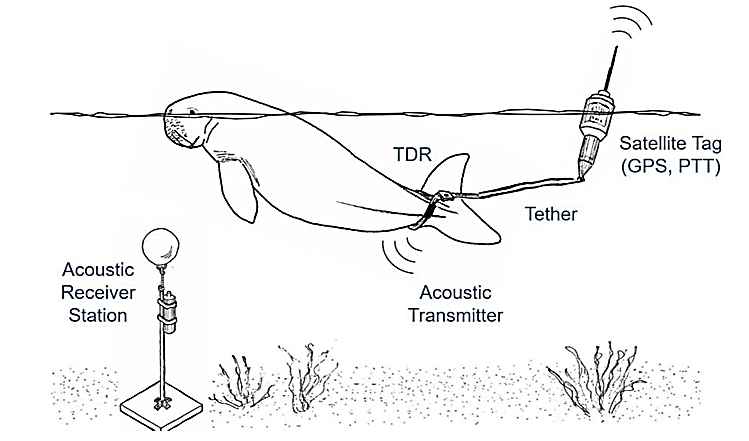 TDR
Satellite Tag
(GPS, PTT)
Tether
Acoustic
Receiver
Station
Acoustic
Transmitter